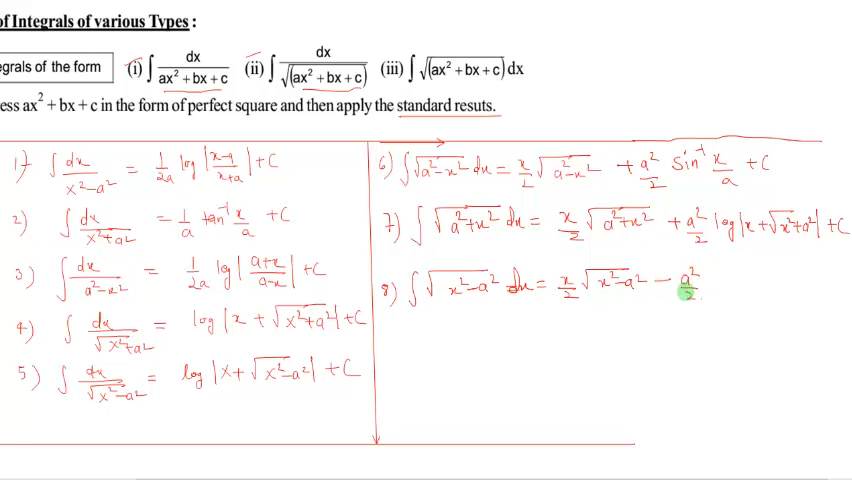 of Integrals of various Types :
egrals of the form (i) ∫ dx / ax² + bx + c (ii) ∫ dx / √(ax² + bx + c) (iii) ∫ √(ax² + bx + c) dx
ess ax² + bx + c in the form of perfect square and then apply the standard resuts.
1) ∫ dx / x² - a² = 1/2a log |x-a / x+a| + C
2) ∫ dx / x² + a² = 1/a tan⁻¹ x/a + C
3) ∫ dx / a² - x² = 1/2a log |a+x / a-x| + C
4) ∫ dx / √x² + a² = log |x + √x² + a²| + C
5) ∫ dx / √x² - a² = log |x + √x² - a²| + C
6) ∫ √a² - x² dx = x/2 √a² - x² + a²/2 Sin⁻¹ x/a + C
7) ∫ √a² + x² dx = x/2 √a² + x² + a²/2 log |x + √x² + a²| + C
8) ∫ √x² - a² dx = x/2 √x² - a² - a²/2